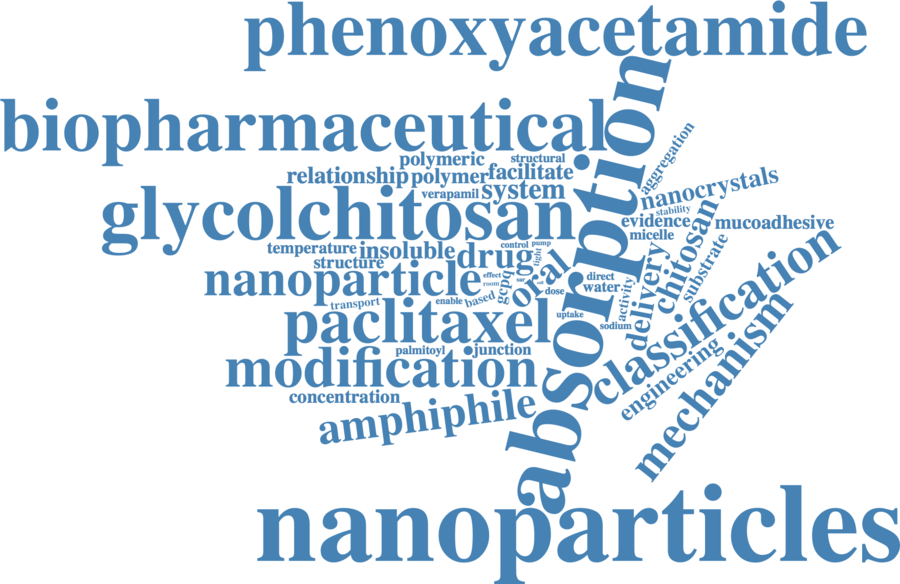 phenoxyacetamide
biopharmaceutical
absorption
aggregation
polymeric
structural
relationship
polymer
facilitate
nanocrystals
verapamil
system
glycolchitosan
stability
evidence
mucoadhesive
micelle
chitosan
temperature
insoluble
drug
control
pump
tight
structure
nanoparticle
effect
room
gcpq
oral
dose
direct
water
delivery
substrate
classification
transport
enable
based
activity
uptake
sodium
paclitaxel
palmitoyl
junction
modification
engineering
mechanism
concentration
amphiphile
nanoparticles